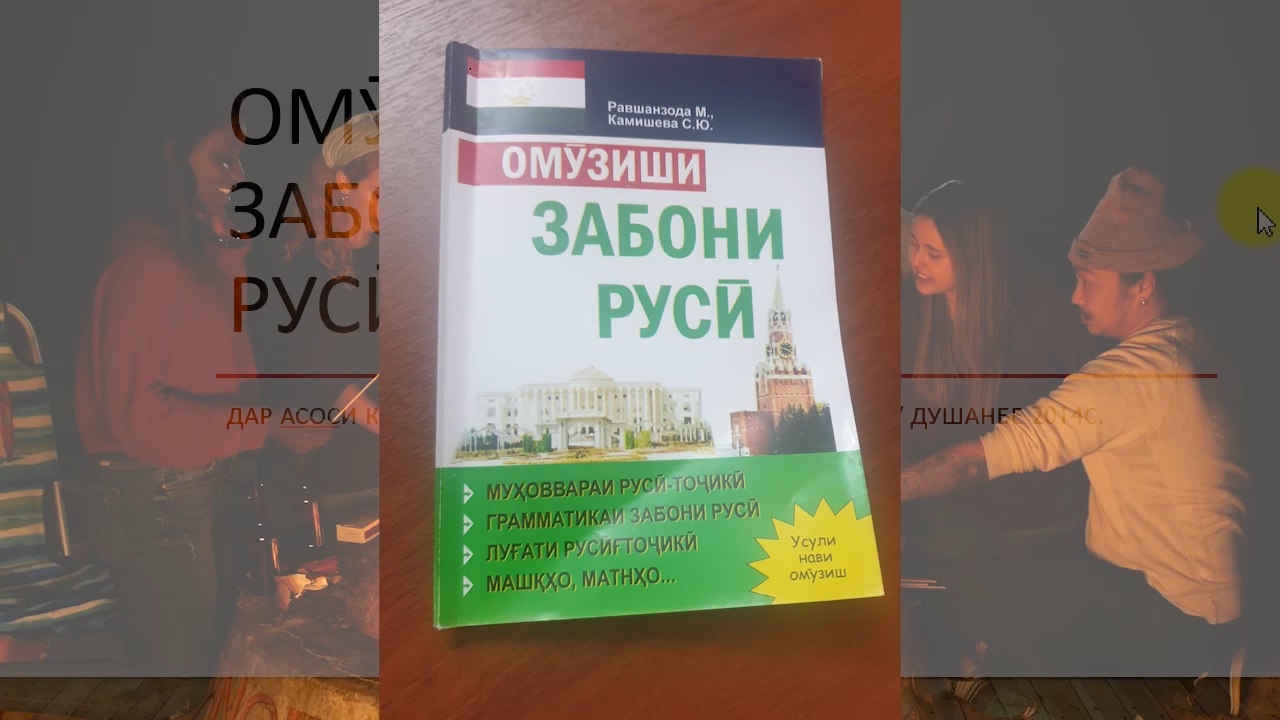 ОМӮ
ЗАБО
РУСӢ
ДАР АСОСИ К
ДУШАНБЕ 2014С.
Равшанзода М.,
Камишева С.Ю.
ОМӮЗИШИ
ЗАБОНИ
РУСӢ
МУҲОВВАРАИ РУСӢ-ТОҶИКӢ
ГРАММАТИКАИ ЗАБОНИ РУСӢ
ЛУҒАТИ РУСӢ-ТОҶИКӢ
МАШҚҲО, МАТНҲО...
Усули
нави
омӯзиш